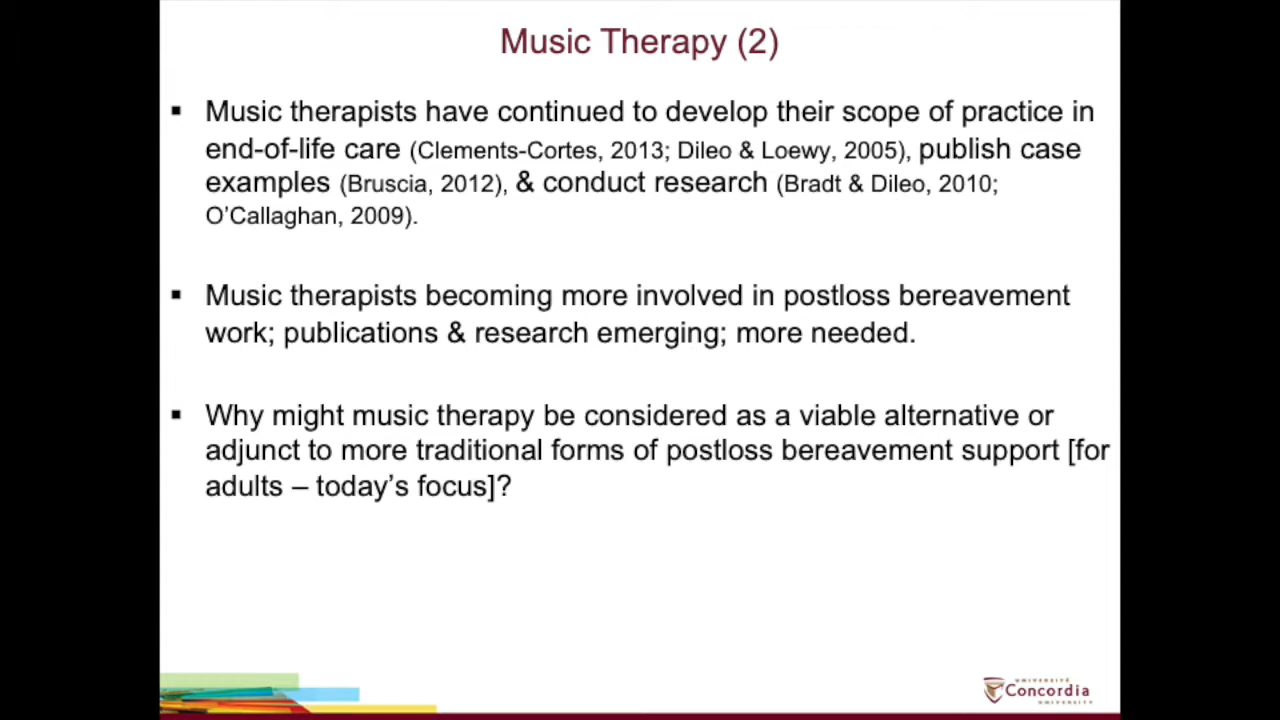 Music Therapy (2)
▪ Music therapists have continued to develop their scope of practice in
end-of-life care (Clements-Cortes, 2013; Dileo & Loewy, 2005), publish case
examples (Bruscia, 2012), & conduct research (Bradt & Dileo, 2010;
O’Callaghan, 2009).
▪ Music therapists becoming more involved in postloss bereavement
work; publications & research emerging; more needed.
▪ Why might music therapy be considered as a viable alternative or
adjunct to more traditional forms of postloss bereavement support [for
adults – today’s focus]?
UNIVERSITÉ
Concordia
UNIVERSITY